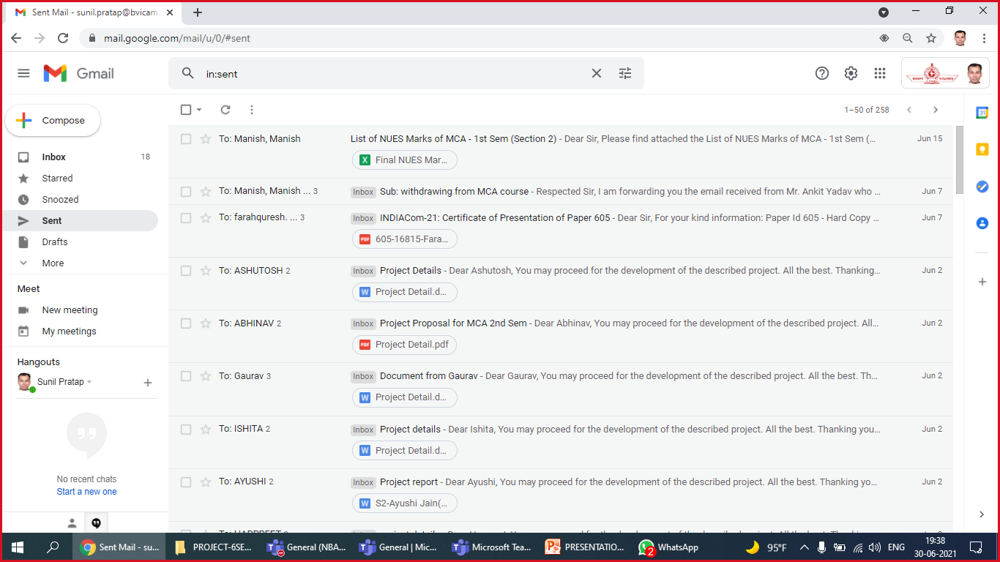 Sent Mail - sunil.pratap@bvicam
mail.google.com/mail/u/0/#sent
Gmail
in:sent
Compose
1–50 of 258
Inbox 18
Starred
Snoozed
Sent
Drafts
More
Meet
New meeting
My meetings
Hangouts
Sunil Pratap
No recent chats
Start a new one
To: Manish, Manish List of NUES Marks of MCA - 1st Sem (Section 2) - Dear Sir, Please find attached the List of NUES Marks of MCA - 1st Sem (… Jun 15
Final NUES Mar...
To: Manish, Manish ... 3 Inbox Sub: withdrawing from MCA course - Respected Sir, I am forwarding you the email received from Mr. Ankit Yadav who … Jun 7
To: farahquresh. ... 3 Inbox INDIACom-21: Certificate of Presentation of Paper 605 - Dear Sir, For your kind information: Paper Id 605 - Hard Copy … Jun 7
PDF 605-16815-Fara...
To: ASHUTOSH 2 Inbox Project Details - Dear Ashutosh, You may proceed for the development of the described project. All the best. Thanking… Jun 2
W Project Detail.d...
To: ABHINAV 2 Inbox Project Proposal for MCA 2nd Sem - Dear Abhinav, You may proceed for the development of the described project. All… Jun 2
PDF Project Detail.pdf
To: Gaurav 3 Inbox Document from Gaurav - Dear Gaurav, You may proceed for the development of the described project. All the best. Th… Jun 2
W Project Detail.d...
To: ISHITA 2 Inbox Project details - Dear Ishita, You may proceed for the development of the described project. All the best. Thanking you… Jun 2
W Project Detail.d...
To: AYUSHI 2 Inbox Project report - Dear Ayushi, You may proceed for the development of the described project. All the best. Thanking yo… Jun 2
W S2-Ayushi Jain(...
31
Sent Mail - su...
PROJECT-6SE...
General (NBA...
General | Mic...
Microsoft Tea...
PRESENTATIO...
2 WhatsApp
95°F
ENG
19:38
30-06-2021